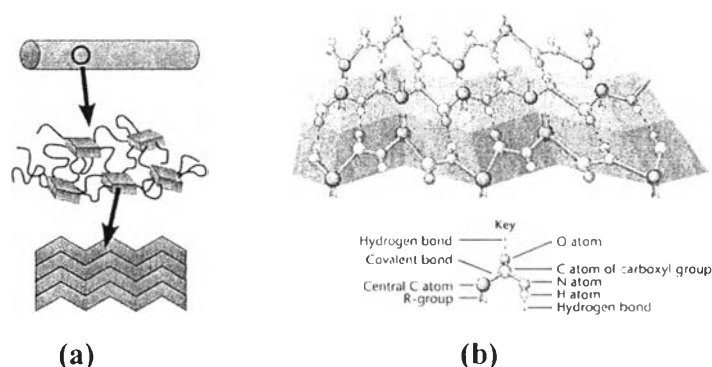 Key
Hydrogen bond
O atom
Covalent bond
C atom of carboxyl group
N atom
Central C atom
H atom
R-group
Hydrogen bond
(a)
(b)